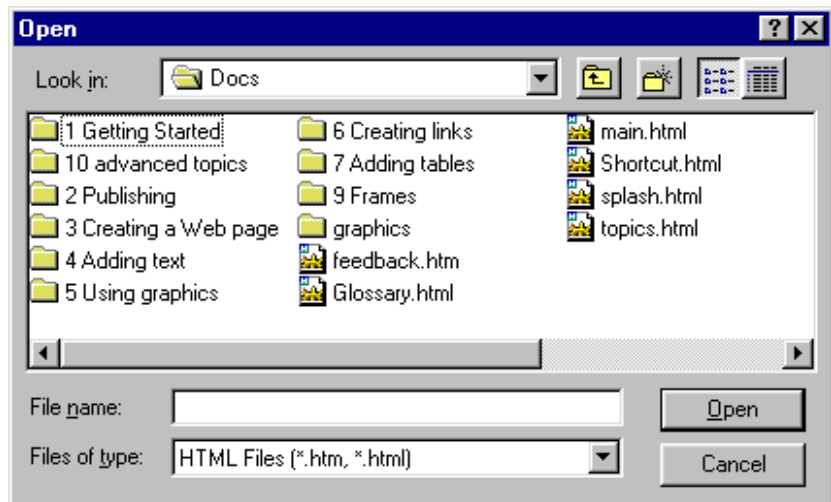 Open
Look in: Docs
1 Getting Started
10 advanced topics
2 Publishing
3 Creating a Web page
4 Adding text
5 Using graphics
6 Creating links
7 Adding tables
9 Frames
graphics
feedback.htm
Glossary.html
main.html
Shortcut.html
splash.html
topics.html
File name:
Open
Files of type: HTML Files (*.htm, *.html)
Cancel